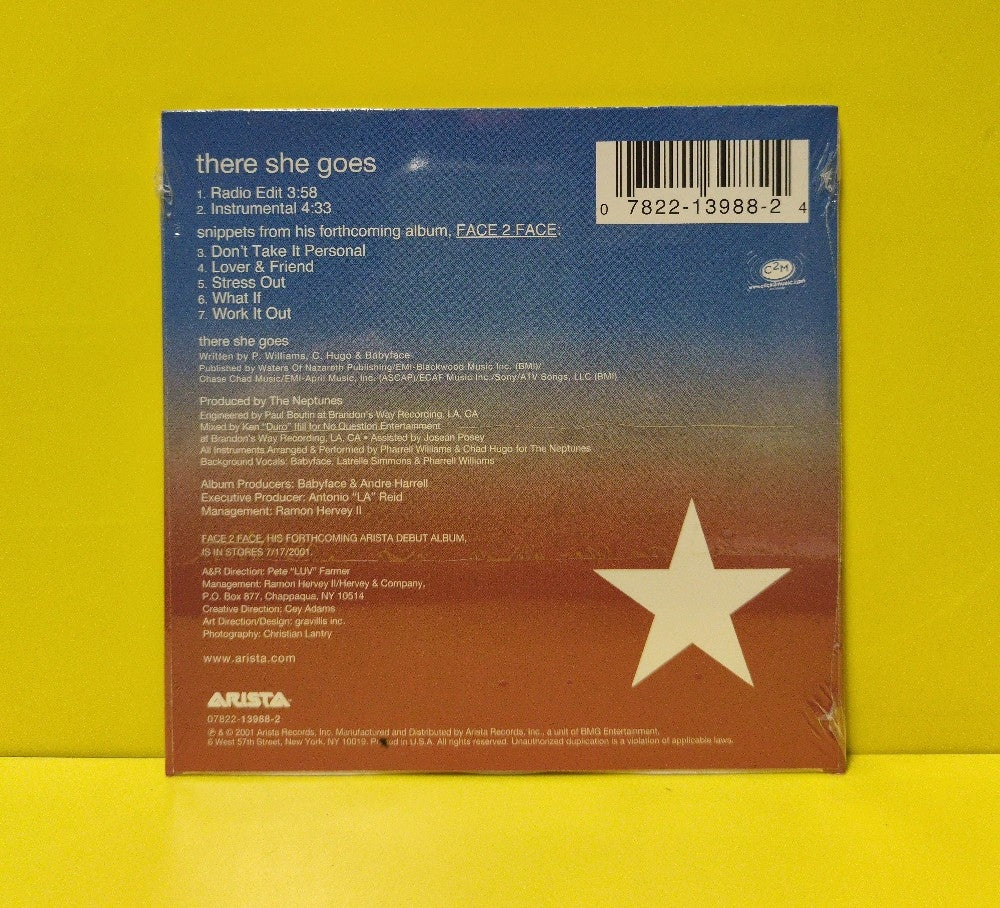 there she goes
1. Radio Edit 3:58
2. Instrumental 4:33
snippets from his forthcoming album, FACE 2 FACE:
3. Don't Take It Personal
4. Lover & Friend
5. Stress Out
6. What If
7. Work It Out
0 7822-13988-2 4
C2M
www.click2music.com
there she goes
Written by P. Williams, C. Hugo & Babyface
Published by Waters Of Nazareth Publishing/EMI-Blackwood Music Inc. (BMI)/
Chase Chad Music/EMI-April Music, Inc. (ASCAP)/ECAF Music Inc./Sony/ATV Songs, LLC (BMI)
Produced by The Neptunes
Engineered by Paul Boutin at Brandon's Way Recording, LA, CA
Mixed by Ken "Duro" Ifill for No Question Entertainment
at Brandon's Way Recording, LA, CA • Assisted by Josean Posey
All Instruments Arranged & Performed by Pharrell Williams & Chad Hugo for The Neptunes
Background Vocals: Babyface, Latrelle Simmons & Pharrell Williams
Album Producers: Babyface & Andre Harrell
Executive Producer: Antonio "LA" Reid
Management: Ramon Hervey II
FACE 2 FACE, HIS FORTHCOMING ARISTA DEBUT ALBUM,
IS IN STORES 7/17/2001.
A&R Direction: Pete "LUV" Farmer
Management: Ramon Hervey II/Hervey & Company,
P.O. Box 877, Chappaqua, NY 10514
Creative Direction: Cey Adams
Art Direction/Design: gravillis inc.
Photography: Christian Lantry
www.arista.com
ARISTA
07822-13988-2
℗ & © 2001 Arista Records, Inc. Manufactured and Distributed by Arista Records, Inc., a unit of BMG Entertainment,
6 West 57th Street, New York, NY 10019. Printed in U.S.A. All rights reserved. Unauthorized duplication is a violation of applicable laws.